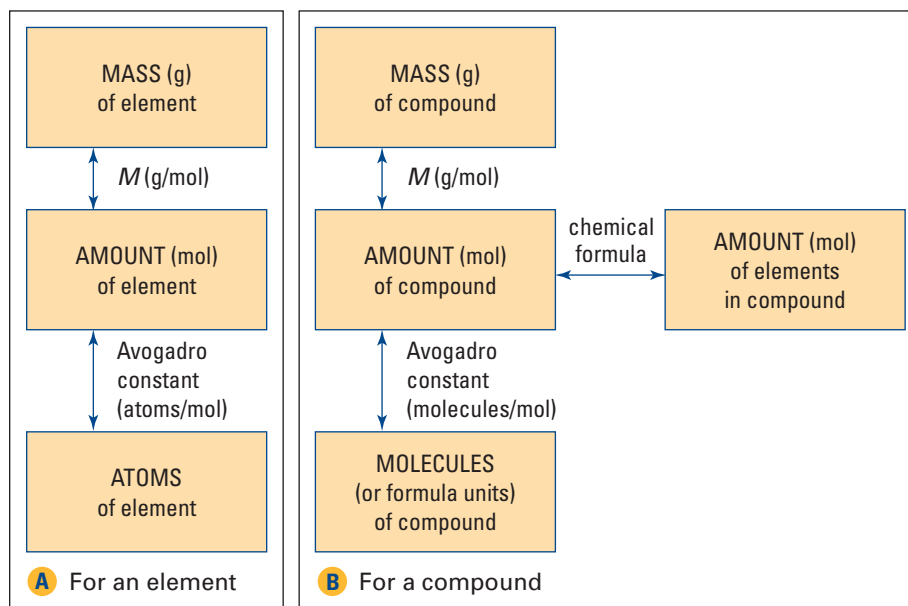 MASS (g)
of element
M (g/mol)
AMOUNT (mol)
of element
Avogadro
constant
(atoms/mol)
ATOMS
of element
A For an element
MASS (g)
of compound
M (g/mol)
AMOUNT (mol)
of compound
chemical
formula
AMOUNT (mol)
of elements
in compound
Avogadro
constant
(molecules/mol)
MOLECULES
(or formula units)
of compound
B For a compound